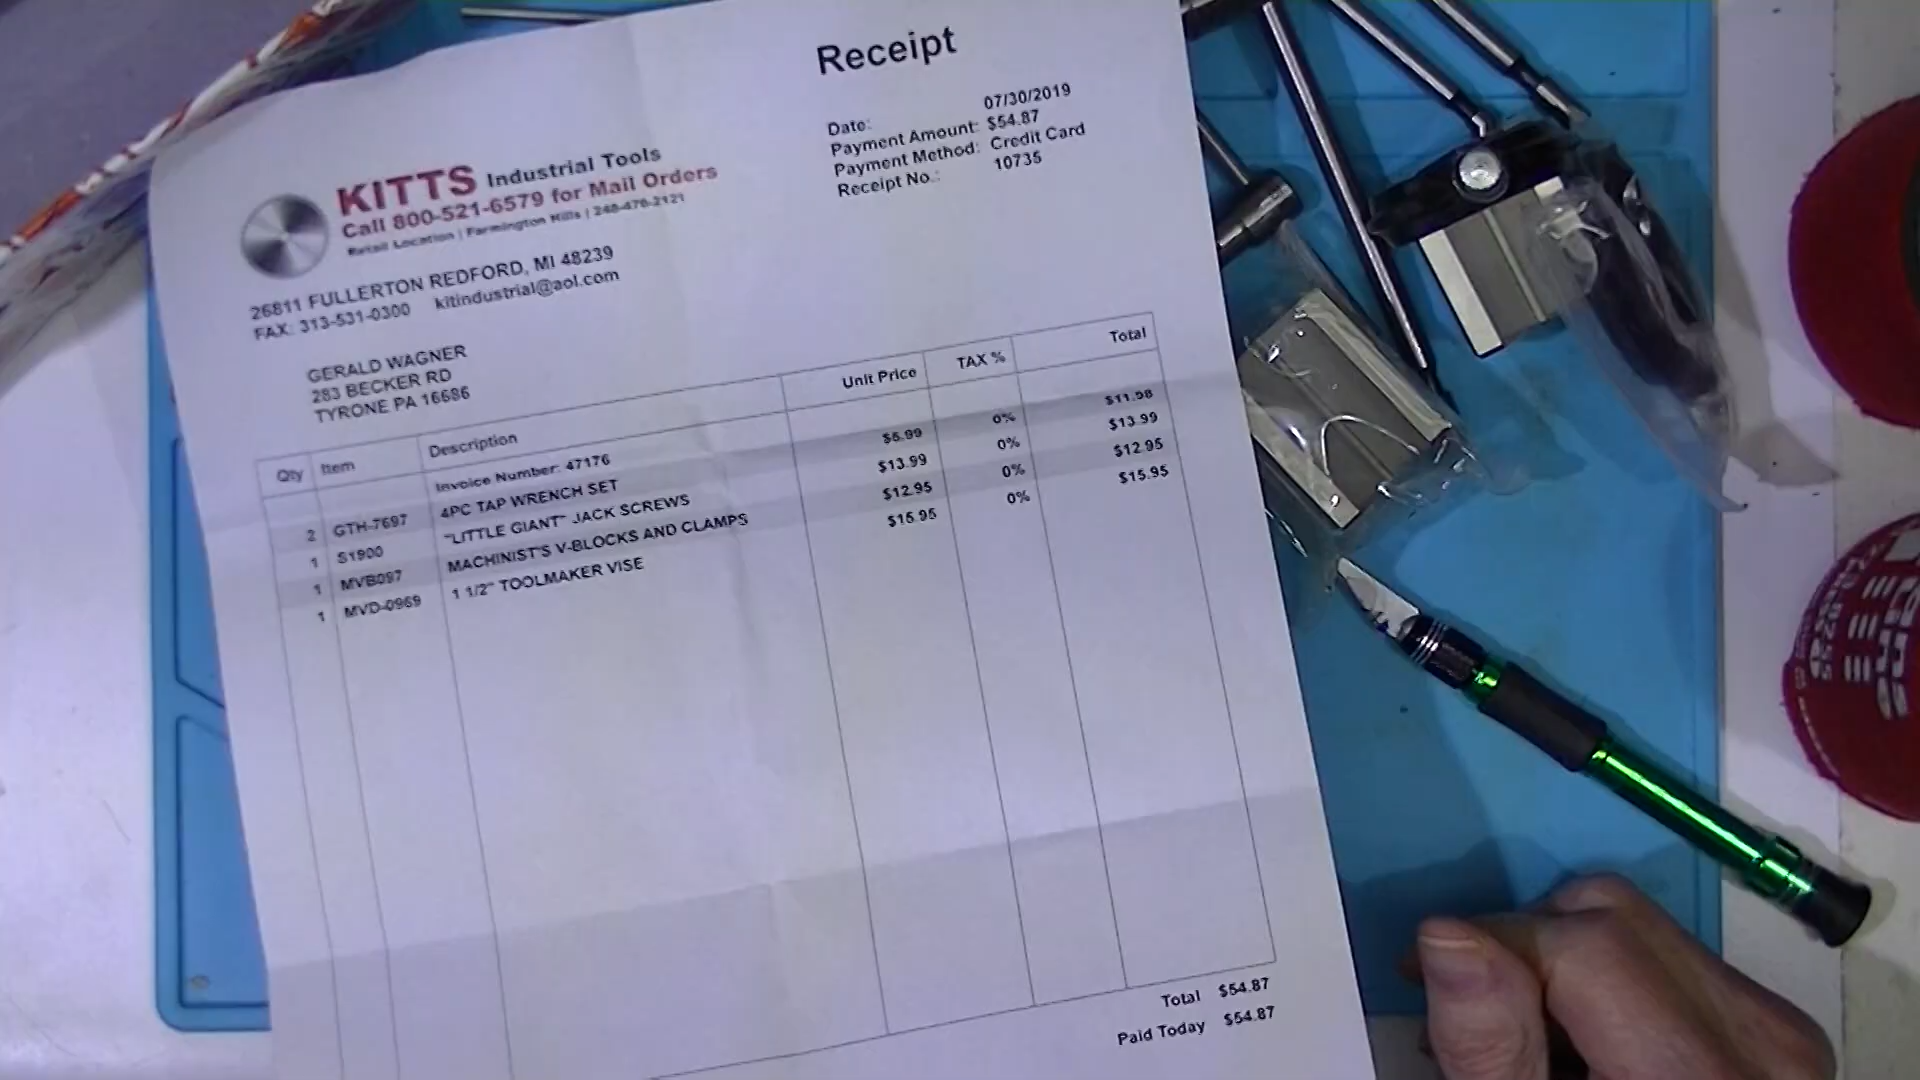 Receipt
Date: 07/30/2019
Payment Amount: $54.87
Payment Method: Credit Card
Receipt No.: 10735
KITTS Industrial Tools
Call 800-521-6579 for Mail Orders
Retail Location | Farmington Hills | 248-476-2121
26811 FULLERTON REDFORD, MI 48239
FAX: 313-531-0300 kitindustrial@aol.com
GERALD WAGNER
283 BECKER RD
TYRONE PA 16686
Qty Item Description Unit Price TAX % Total
Invoice Number: 47176
2 GTH-7697 4PC TAP WRENCH SET $5.99 0% $11.98
1 S1900 "LITTLE GIANT" JACK SCREWS $13.99 0% $13.99
1 MVB097 MACHINIST'S V-BLOCKS AND CLAMPS $12.95 0% $12.95
1 MVD-0969 1 1/2" TOOLMAKER VISE $15.95 0% $15.95
Total $54.87
Paid Today $54.87